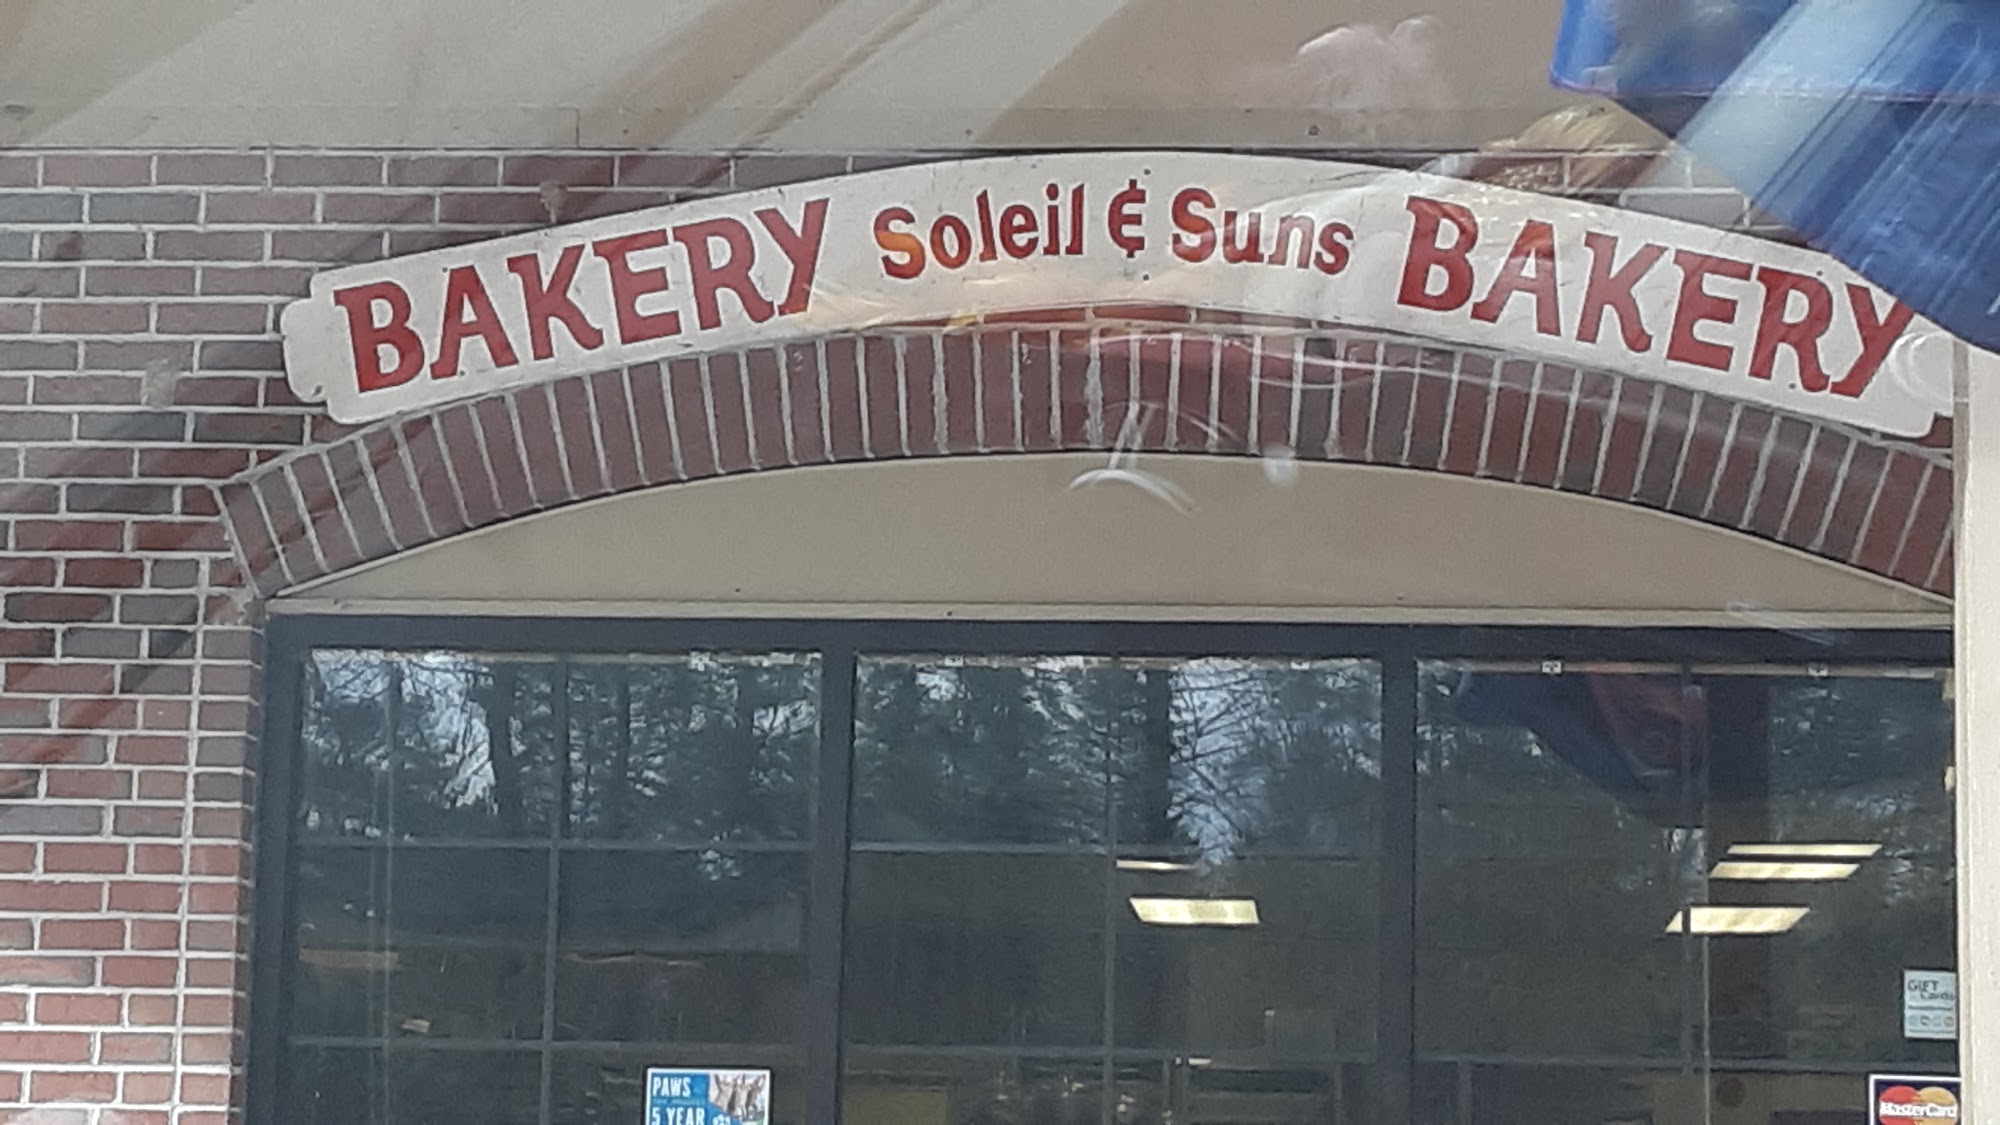 BAKERY Soleil & Suns BAKERY
GIFT
Cards
PAWS
5 YEAR
MasterCard